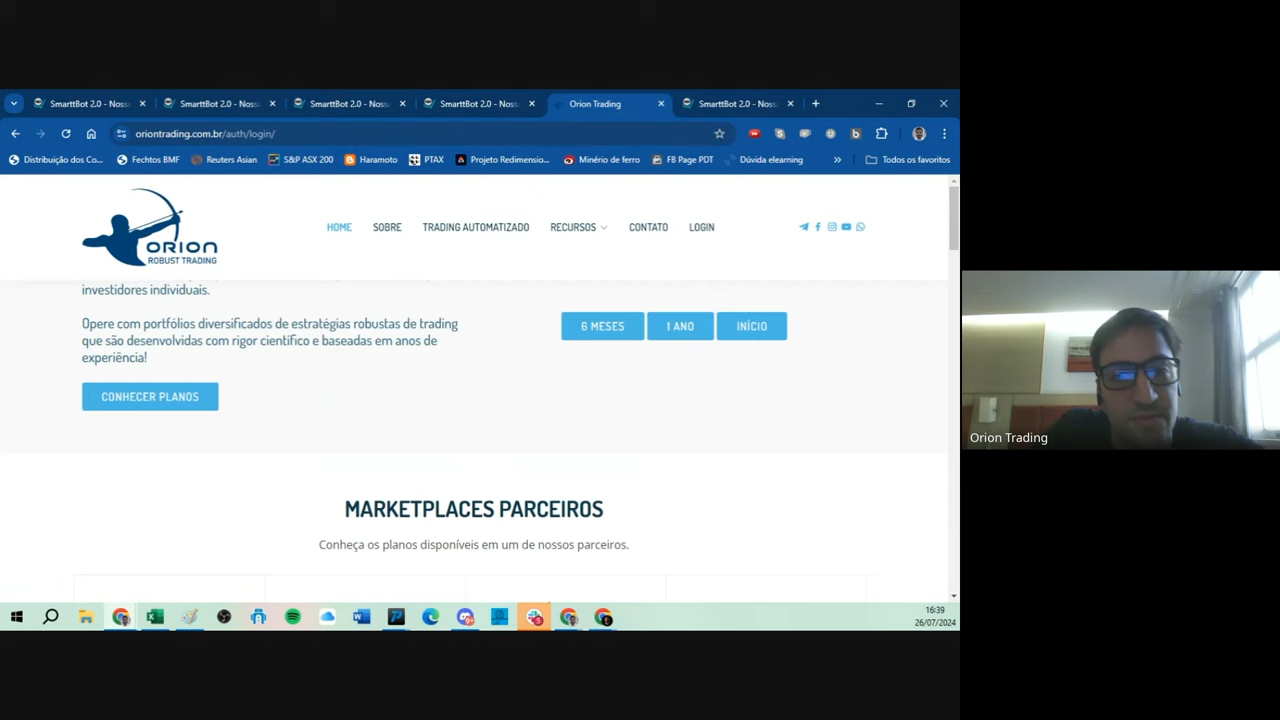 SmarttBot 2.0 - Noss
SmarttBot 2.0 - Noss
SmarttBot 2.0 - Noss
SmarttBot 2.0 - Noss
Orion Trading
SmarttBot 2.0 - Noss
oriontrading.com.br/auth/login/
Distribuição dos Co...
Fechtos BMF
Reuters Asian
S&P ASX 200
Haramoto
PTAX
Projeto Redimensio...
Minério de ferro
FB Page PDT
Dúvida elearning
»
Todos os favoritos
ORION
ROBUST TRADING
HOME
SOBRE
TRADING AUTOMATIZADO
RECURSOS
CONTATO
LOGIN
investidores individuais.
Opere com portfólios diversificados de estratégias robustas de trading
que são desenvolvidas com rigor científico e baseadas em anos de
experiência!
CONHECER PLANOS
6 MESES
1 ANO
INÍCIO
MARKETPLACES PARCEIROS
Conheça os planos disponíveis em um de nossos parceiros.
16:39
26/07/2024
Orion Trading